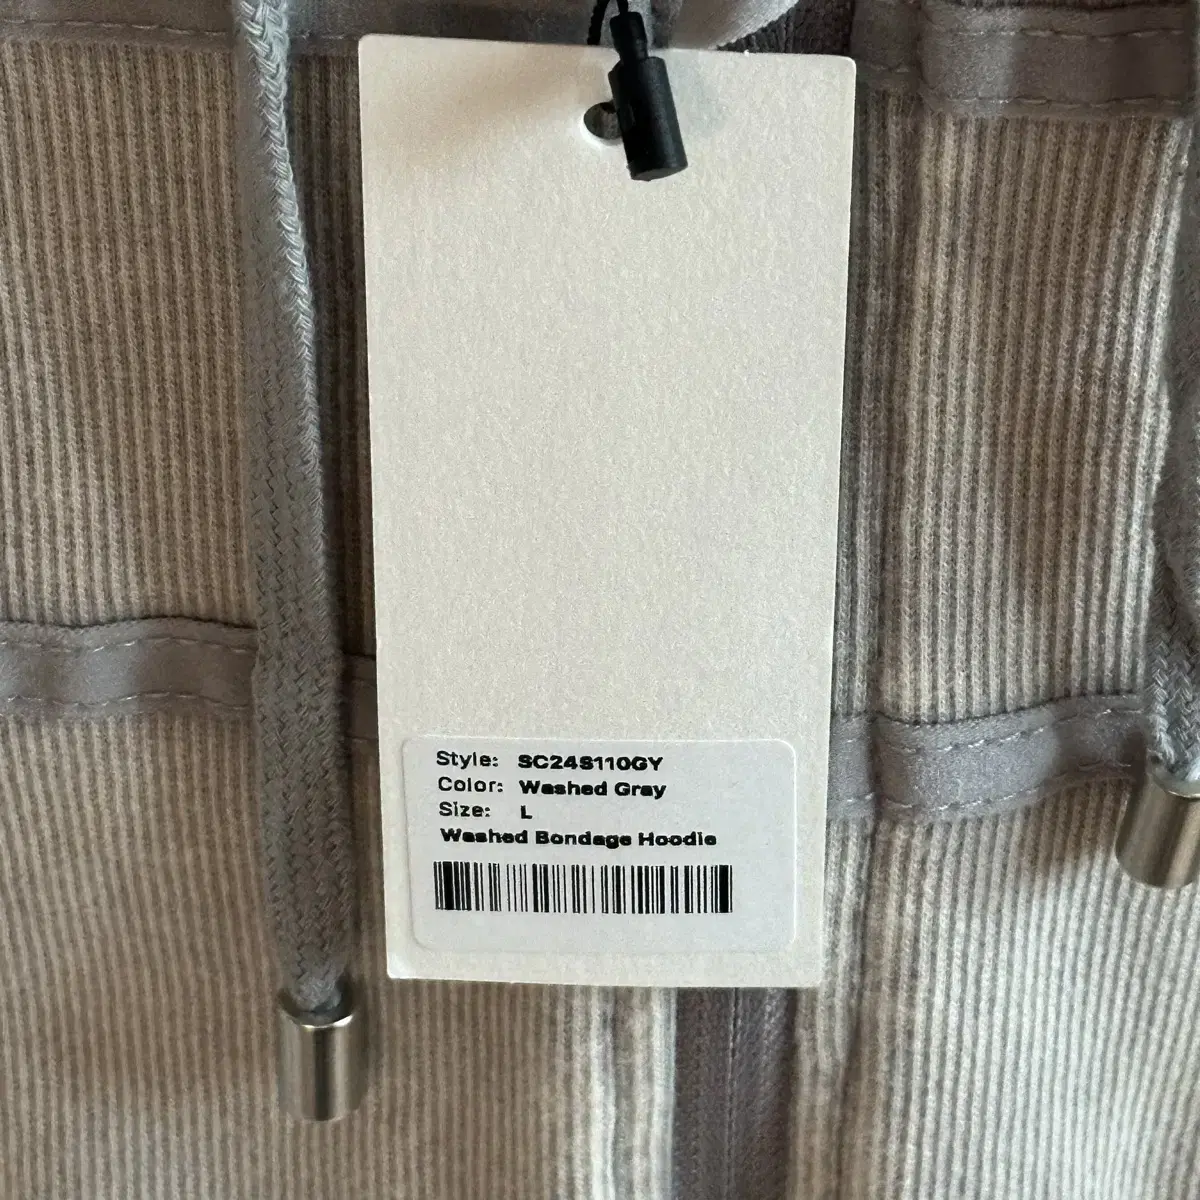 Style: SC24S110GY
Color: Washed Gray
Size: L
Washed Bondage Hoodie